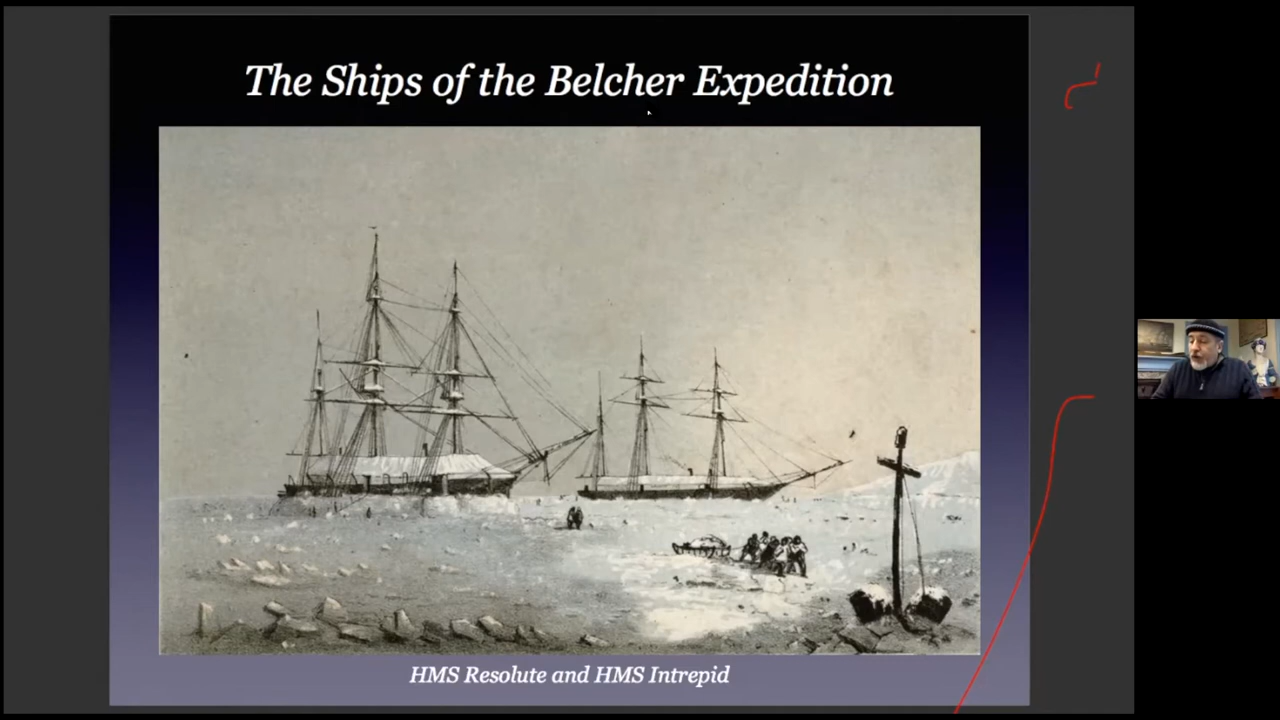 The Ships of the Belcher Expedition
HMS Resolute and HMS Intrepid